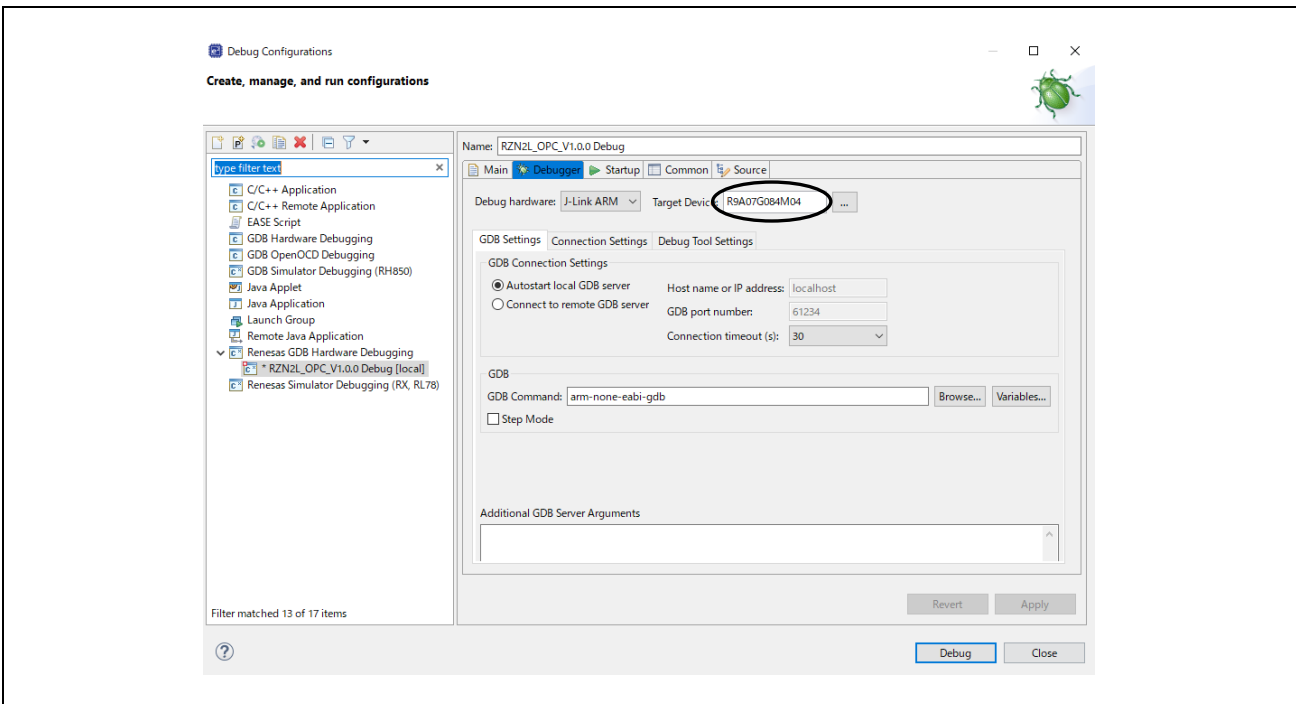 Debug Configurations
Create, manage, and run configurations
type filter text
C/C++ Application
C/C++ Remote Application
EASE Script
GDB Hardware Debugging
GDB OpenOCD Debugging
GDB Simulator Debugging (RH850)
Java Applet
Java Application
Launch Group
Remote Java Application
Renesas GDB Hardware Debugging
* RZN2L_OPC_V1.0.0 Debug [local]
Renesas Simulator Debugging (RX, RL78)
Filter matched 13 of 17 items
Name: RZN2L_OPC_V1.0.0 Debug
Main Debugger Startup Common Source
Debug hardware: J-Link ARM Target Device: R9A07G084M04 ...
GDB Settings Connection Settings Debug Tool Settings
GDB Connection Settings
Autostart local GDB server
Connect to remote GDB server
Host name or IP address: localhost
GDB port number: 61234
Connection timeout (s): 30
GDB
GDB Command: arm-none-eabi-gdb Browse... Variables...
Step Mode
Additional GDB Server Arguments
Revert Apply
? Debug Close